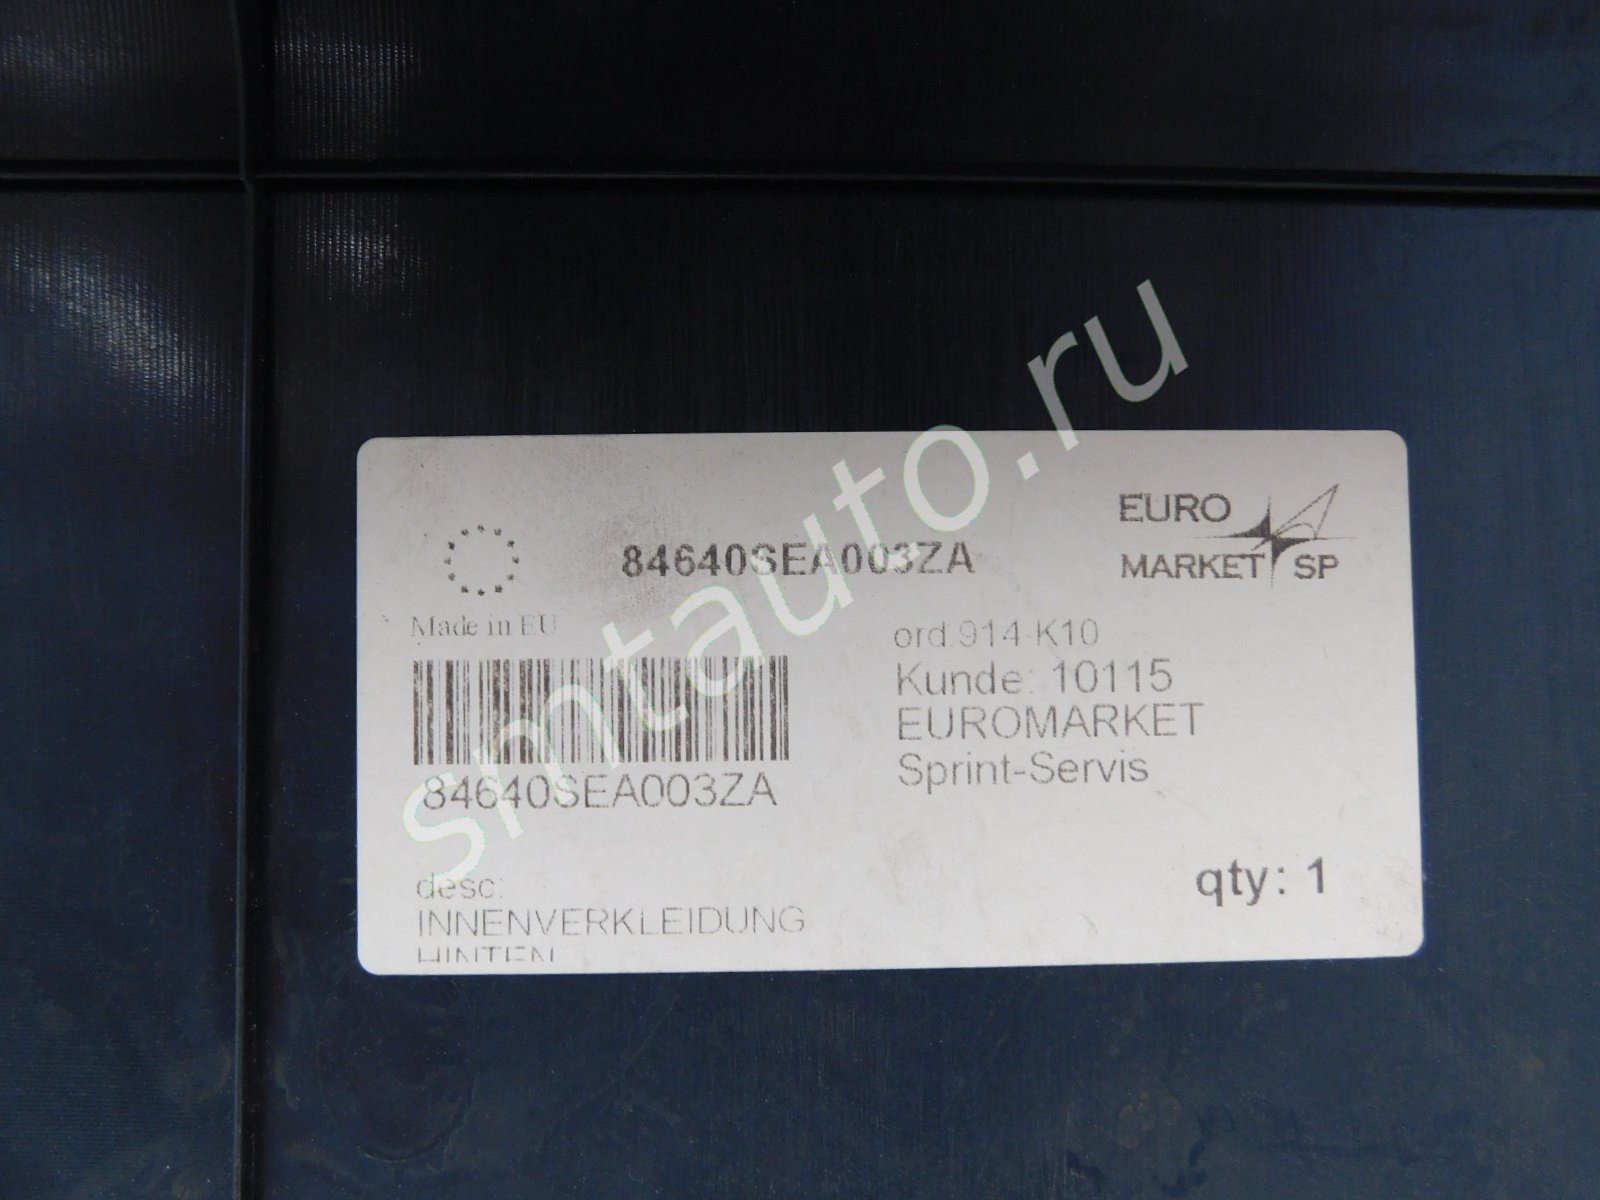 84640SEA003ZA
EURO
MARKET SP
Made in EU
ord.914-K10
Kunde: 10115
EUROMARKET
Sprint-Servis
84640SEA003ZA
qty: 1
desc:
INNENVERKLEIDUNG
HINTEN
smtauto.ru